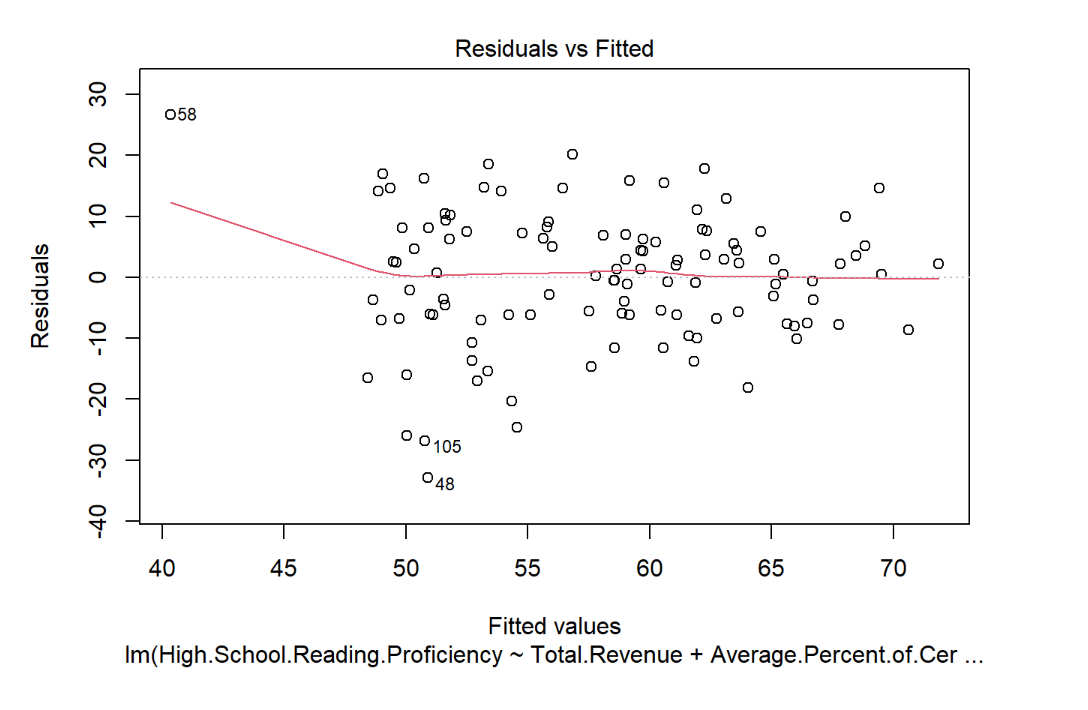 Residuals vs Fitted
30
20
10
0
-10
-20
-30
-40
Residuals
58
105
48
40 45 50 55 60 65 70
Fitted values
lm(High.School.Reading.Proficiency ~ Total.Revenue + Average.Percent.of.Cer ...